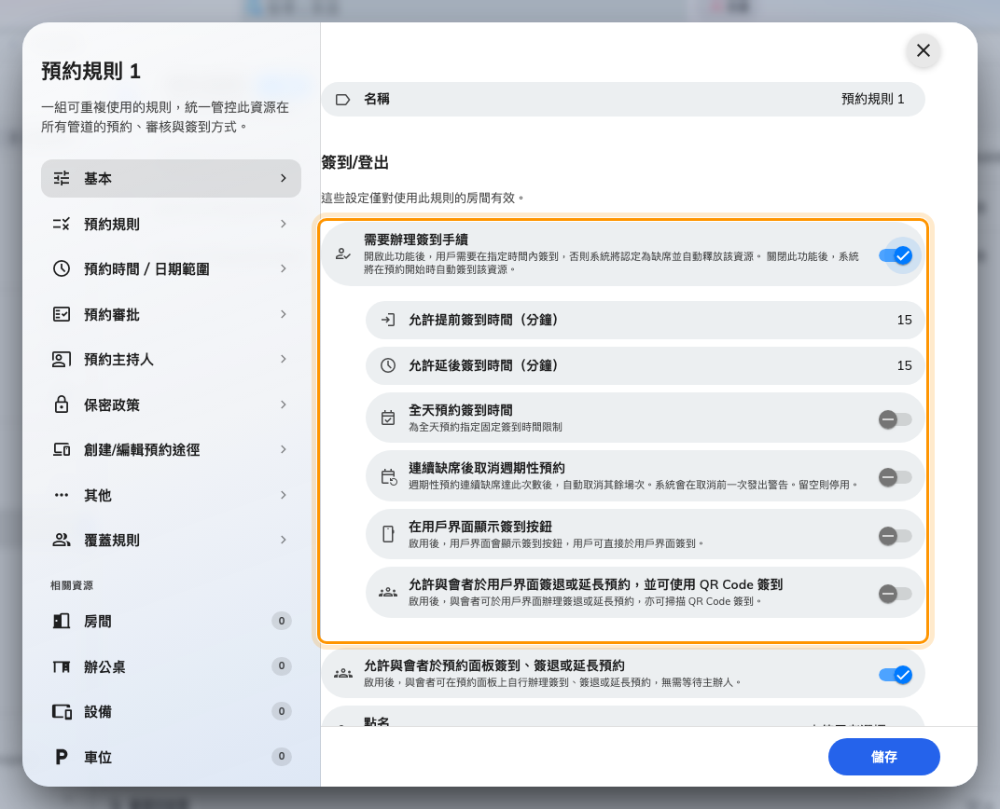 預約規則 1
一組可重複使用的規則，統一管控此資源在
所有管道的預約、審核與簽到方式。
基本
預約規則
預約時間 / 日期範圍
預約審批
預約主持人
保密政策
創建/編輯預約途徑
其他
覆蓋規則
相關資源
房間 0
辦公桌 0
設備 0
車位 0
名稱 預約規則 1
簽到/登出
這些設定僅對使用此規則的房間有效。
需要辦理簽到手續
開啟此功能後，用戶需要在指定時間內簽到，否則系統將認定為缺席並自動釋放該資源。 關閉此功能後，系統
將在預約開始時自動簽到該資源。
允許提前簽到時間（分鐘） 15
允許延後簽到時間（分鐘） 15
全天預約簽到時間
為全天預約指定固定簽到時間限制
連續缺席後取消週期性預約
週期性預約連續缺席達此次數後，自動取消其餘場次。系統會在取消前一次發出警告。留空則停用。
在用戶界面顯示簽到按鈕
啟用後，用戶界面會顯示簽到按鈕，用戶可直接於用戶界面簽到。
允許與會者於用戶界面簽退或延長預約，並可使用 QR Code 簽到
啟用後，與會者可於用戶界面辦理簽退或延長預約，亦可掃描 QR Code 簽到。
允許與會者於預約面板簽到、簽退或延長預約
啟用後，與會者可在預約面板上自行辦理簽到、簽退或延長預約，無需等待主辦人。
點名
儲存